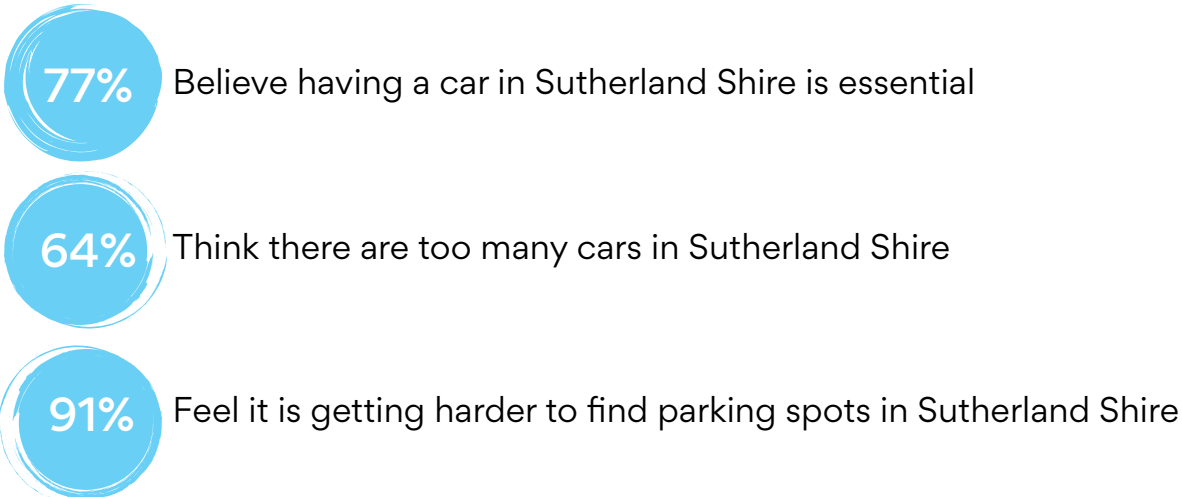 77% Believe having a car in Sutherland Shire is essential
64% Think there are too many cars in Sutherland Shire
91% Feel it is getting harder to find parking spots in Sutherland Shire